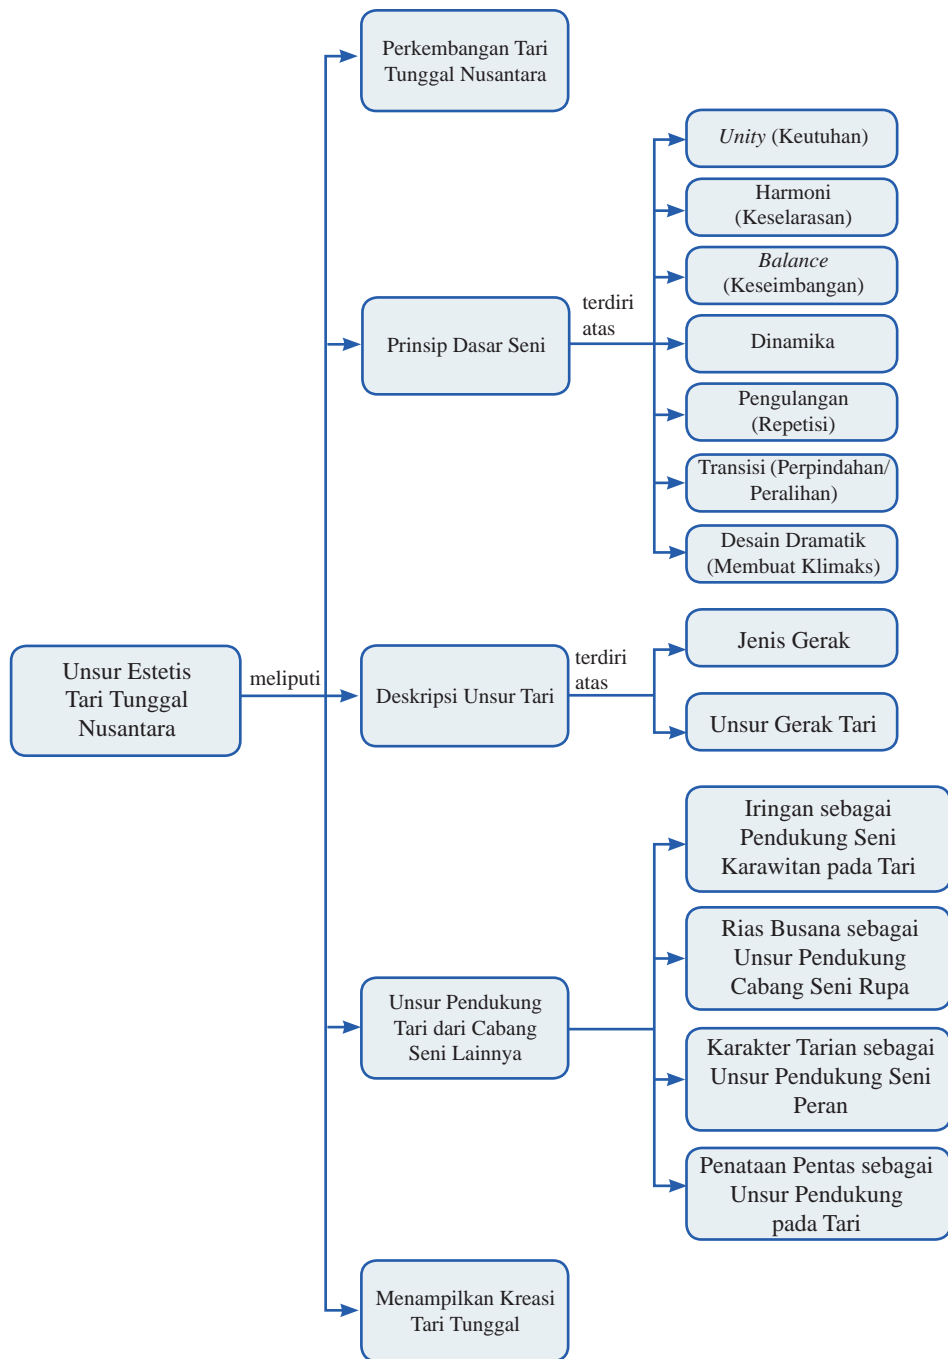 Perkembangan Tari
Tunggal Nusantara
Unity (Keutuhan)
Harmoni
(Keselarasan)
Balance
(Keseimbangan)
terdiri
atas
Prinsip Dasar Seni
Dinamika
Pengulangan
(Repetisi)
Transisi (Perpindahan/
Peralihan)
Desain Dramatik
(Membuat Klimaks)
Unsur Estetis
Tari Tunggal
Nusantara
meliputi
Deskripsi Unsur Tari
terdiri
atas
Jenis Gerak
Unsur Gerak Tari
Iringan sebagai
Pendukung Seni
Karawitan pada Tari
Rias Busana sebagai
Unsur Pendukung
Cabang Seni Rupa
Unsur Pendukung
Tari dari Cabang
Seni Lainnya
Karakter Tarian sebagai
Unsur Pendukung Seni
Peran
Penataan Pentas sebagai
Unsur Pendukung
pada Tari
Menampilkan Kreasi
Tari Tunggal